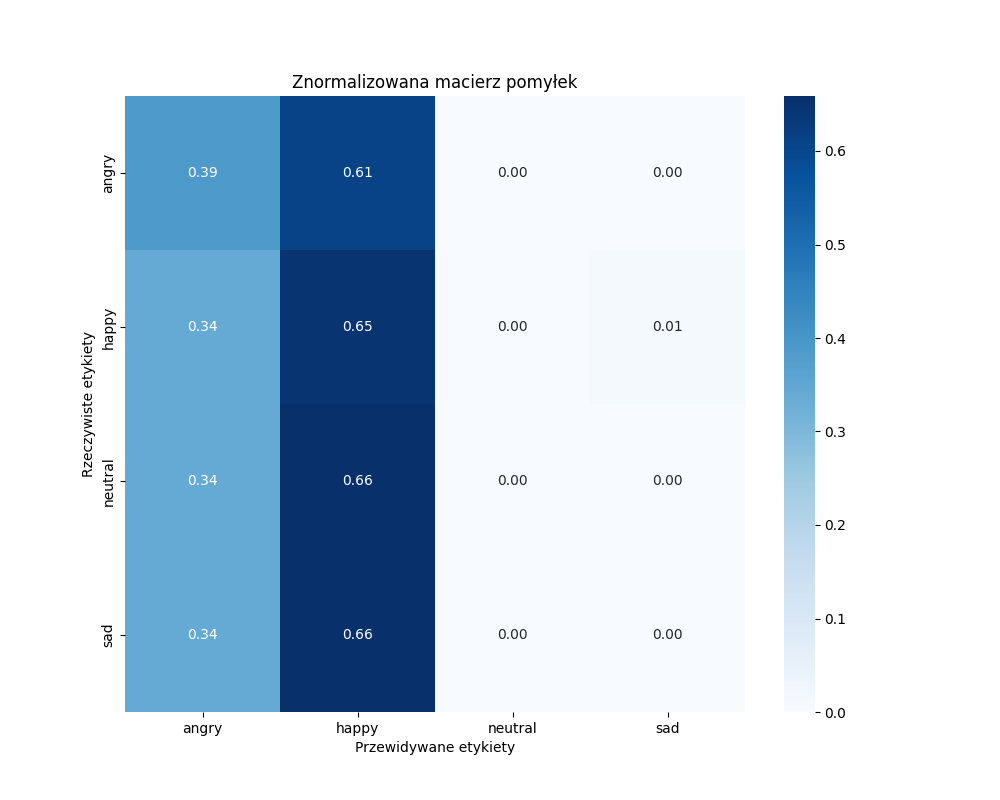 Znormalizowana macierz pomyłek
Rzeczywiste etykiety
angry 0.39 0.61 0.00 0.00
happy 0.34 0.65 0.00 0.01
neutral 0.34 0.66 0.00 0.00
sad 0.34 0.66 0.00 0.00
angry happy neutral sad
Przewidywane etykiety
0.6
0.5
0.4
0.3
0.2
0.1
0.0